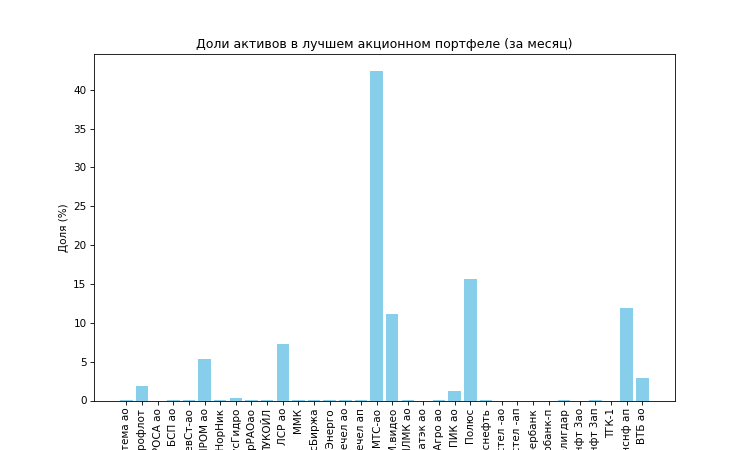 Доли активов в лучшем акционном портфеле (за месяц)
Доля (%)
40
35
30
25
20
15
10
5
0
тема ао
рофлот
РОСА ао
БСП ао
евСт-ао
ПРОМ ао
НорНик
сГидро
рРАОао
УКОЙЛ
ЛСР ао
ММК
сБиржа
Энерго
ечел ао
ечел ап
МТС-ао
М.видео
ЛМК ао
атэк ао
Агро ао
ПИК ао
Полюс
снефть
стел -ао
стел -ап
ербанк
рбанк-п
лигдар
нфт 3ао
нфт 3ап
ТГК-1
нснф ап
ВТБ ао